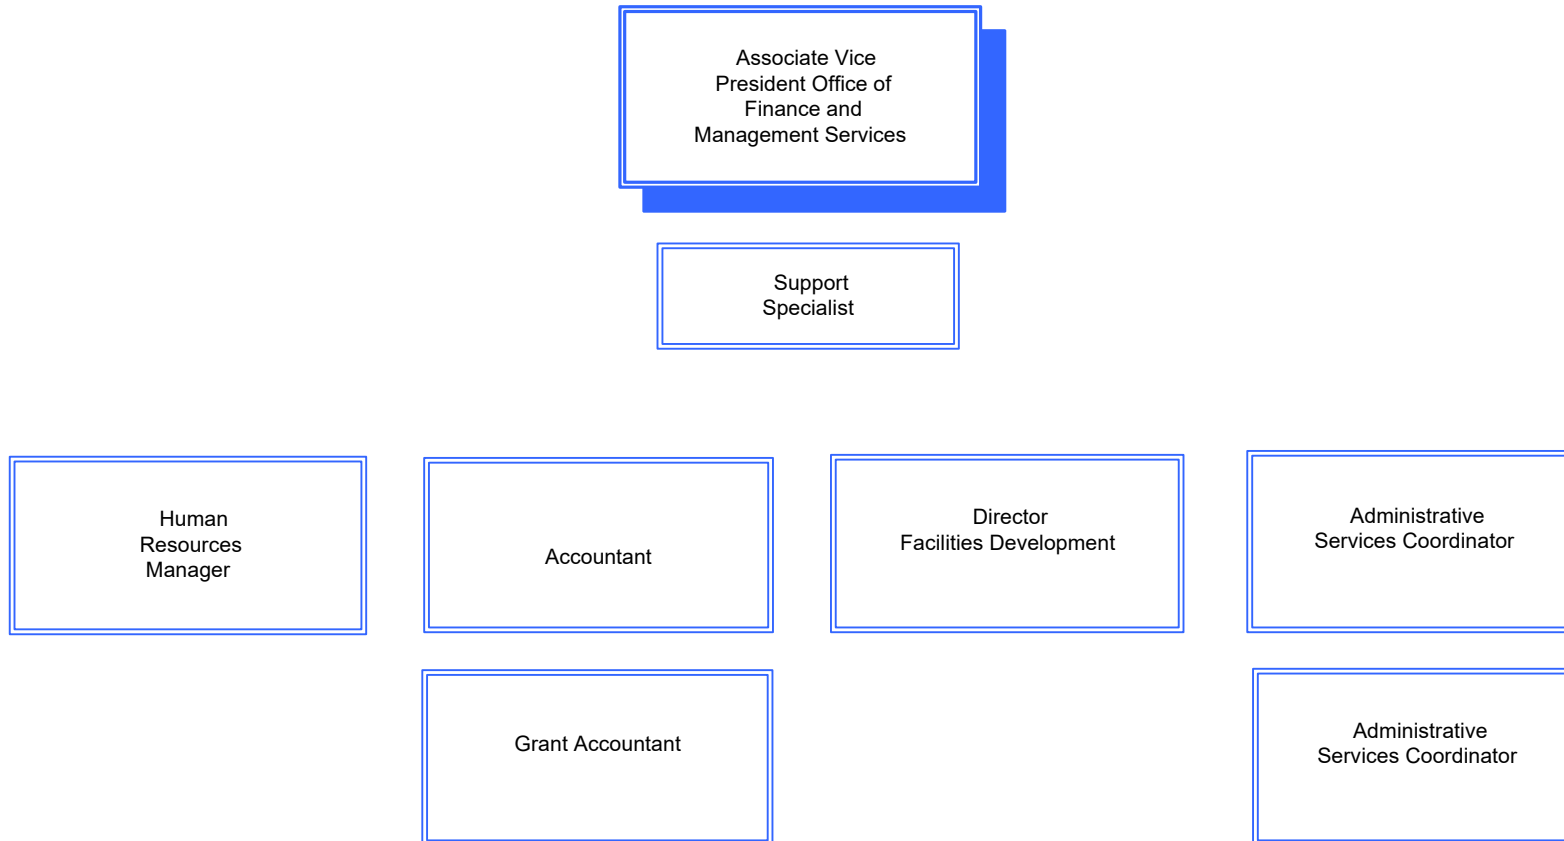 Associate Vice
President Office of
Finance and
Management Services
Support
Specialist
Human
Resources
Manager
Accountant
Director
Facilities Development
Administrative
Services Coordinator
Grant Accountant
Administrative
Services Coordinator